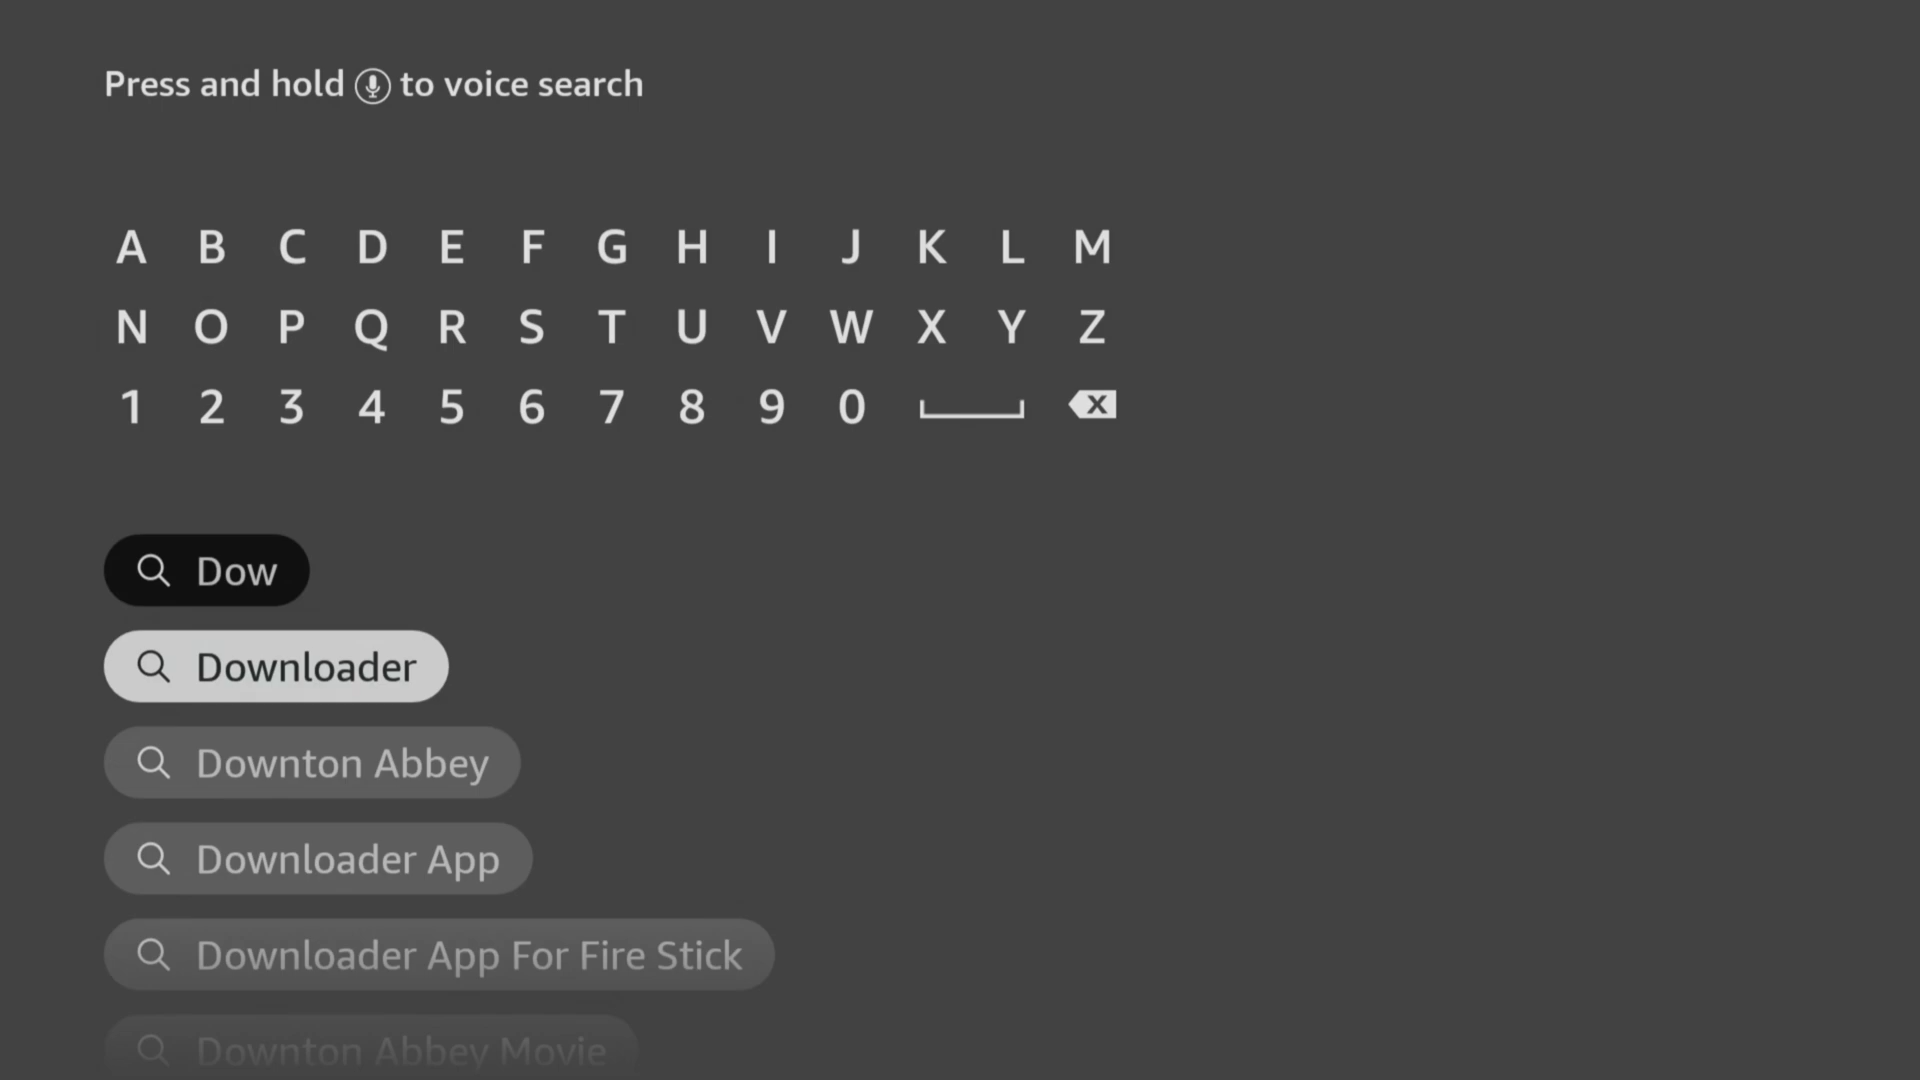 Press and hold to voice search
A B C D E F G H I J K L M
N O P Q R S T U V W X Y Z
1 2 3 4 5 6 7 8 9 0
Dow
Downloader
Downton Abbey
Downloader App
Downloader App For Fire Stick
Downton Abbey Movie